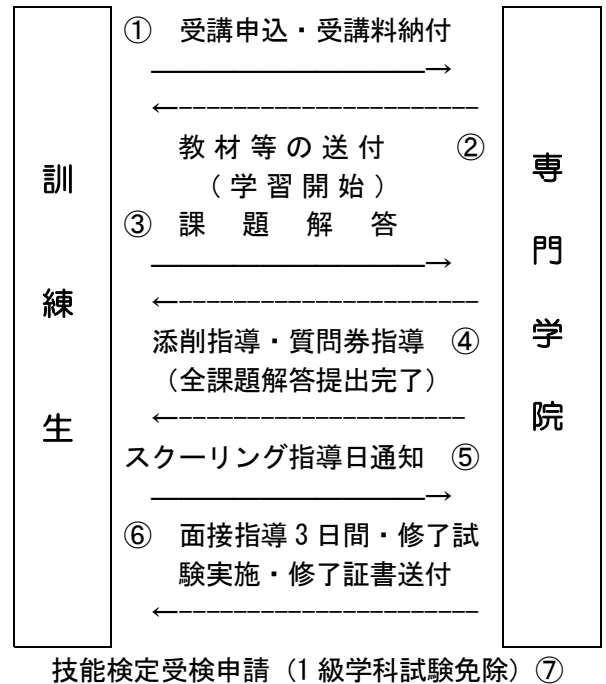 ① 受講申込・受講料納付
教材等の送付 ②
（学習開始）
③ 課題解答
添削指導・質問券指導 ④
（全課題解答提出完了）
スクーリング指導日通知 ⑤
⑥ 面接指導３日間・修了試
験実施・修了証書送付
訓練生
専門学院
技能検定受検申請（１級学科試験免除）⑦